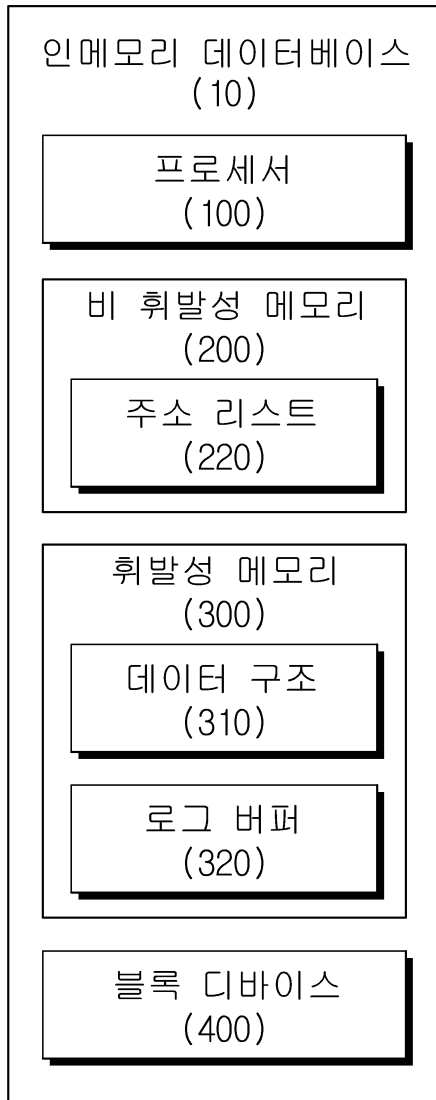 인메모리 데이터베이스
(10)
프로세서
(100)
비 휘발성 메모리
(200)
주소 리스트
(220)
휘발성 메모리
(300)
데이터 구조
(310)
로그 버퍼
(320)
블록 디바이스
(400)